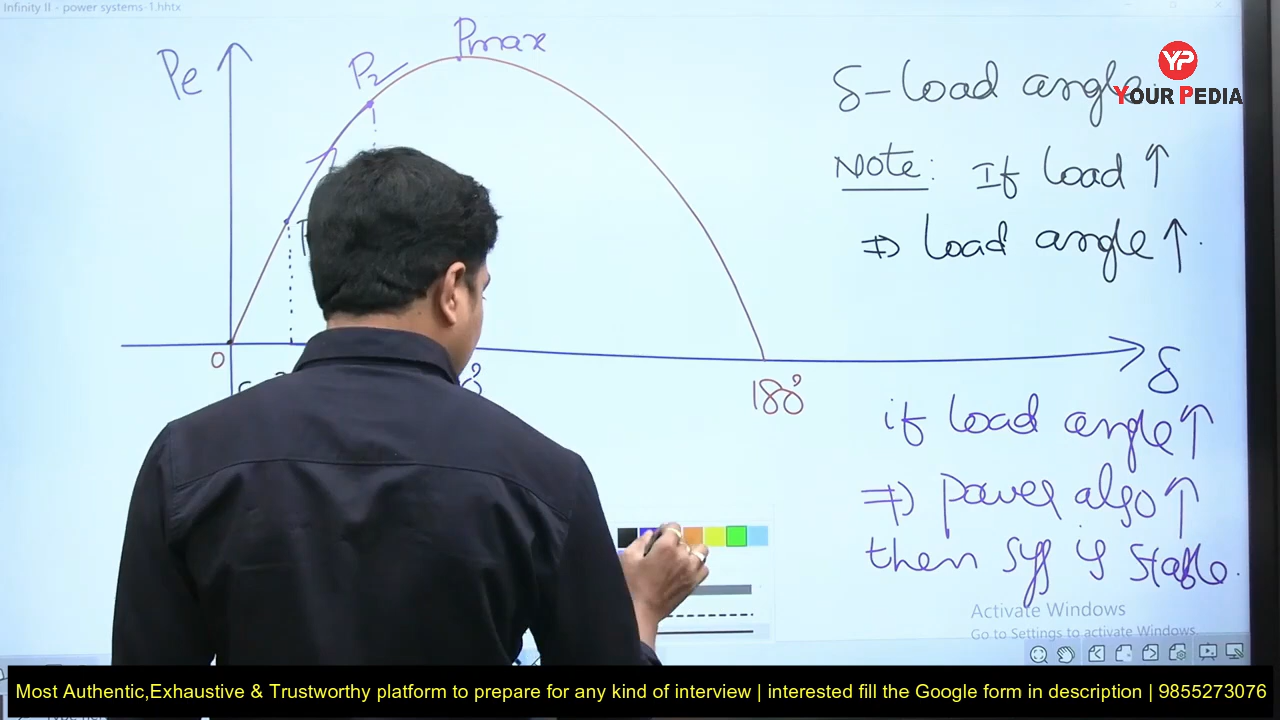 Infinity II - power systems-1.hhtx
Pmax
Pe
P2
δ-load angle
YP
YOUR PEDIA
Note: If load ↑
⇒ load angle ↑.
0
180°
δ
if load angle ↑
⇒ power also ↑
then sys is stable.
Activate Windows
Go to Settings to activate Windows.
Most Authentic,Exhaustive & Trustworthy platform to prepare for any kind of interview | interested fill the Google form in description | 9855273076